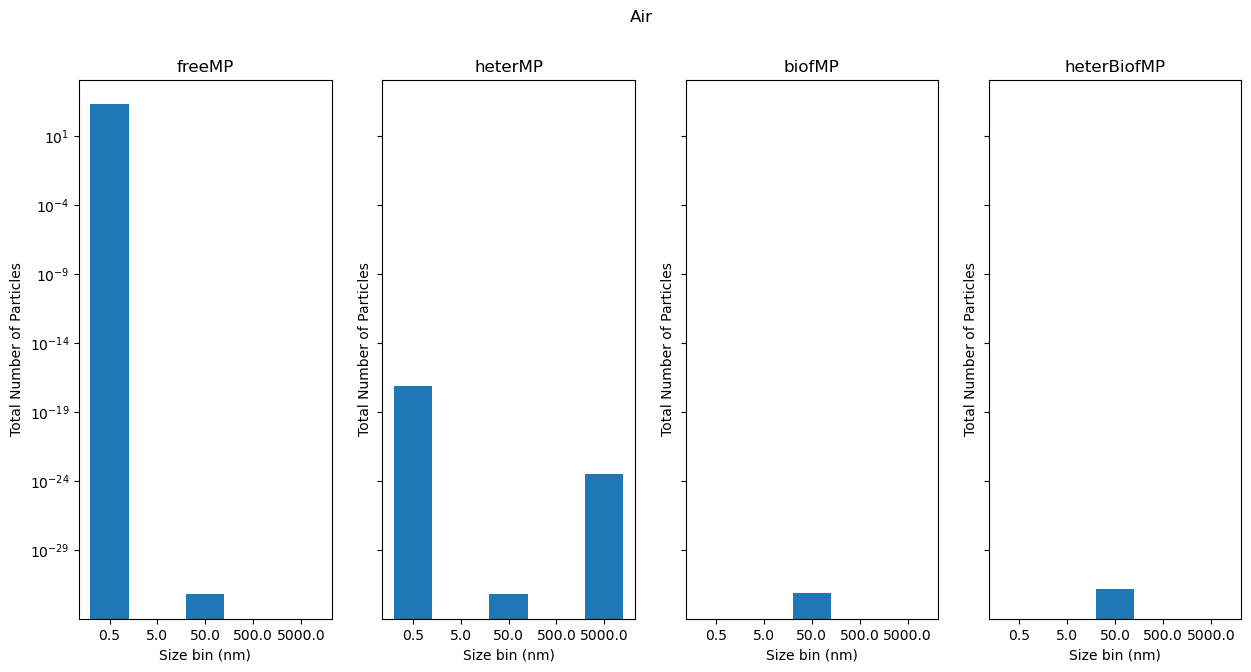 Air
freeMP
heterMP
biofMP
heterBiofMP
Total Number of Particles
10¹
10⁻⁴
10⁻⁹
10⁻¹⁴
10⁻¹⁹
10⁻²⁴
10⁻²⁹
0.5 5.0 50.0 500.0 5000.0
Size bin (nm)
Total Number of Particles
0.5 5.0 50.0 500.0 5000.0
Size bin (nm)
Total Number of Particles
0.5 5.0 50.0 500.0 5000.0
Size bin (nm)
Total Number of Particles
0.5 5.0 50.0 500.0 5000.0
Size bin (nm)